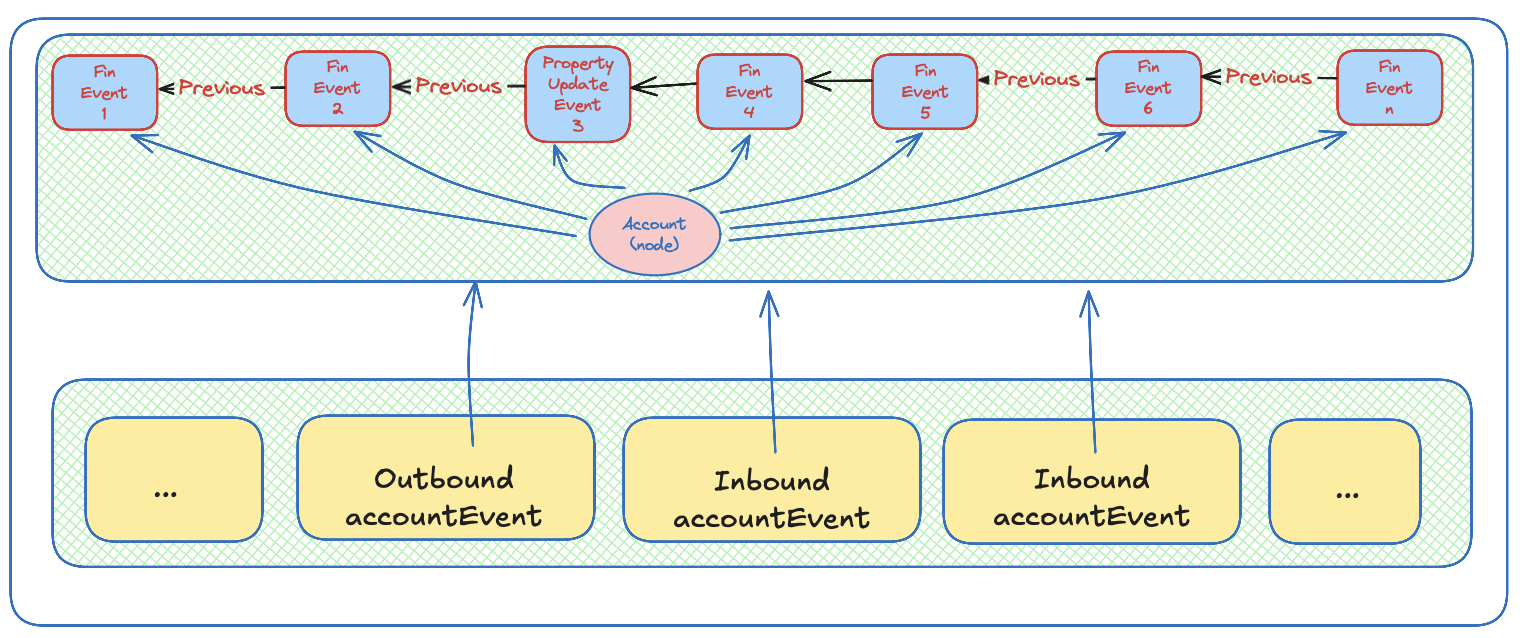 Fin
Event
1
Previous
Fin
Event
2
Previous
Property
Update
Event
3
Fin
Event
4
Fin
Event
5
Previous
Fin
Event
6
Previous
Fin
Event
n
Account
(node)
...
Outbound
accountEvent
Inbound
accountEvent
Inbound
accountEvent
...